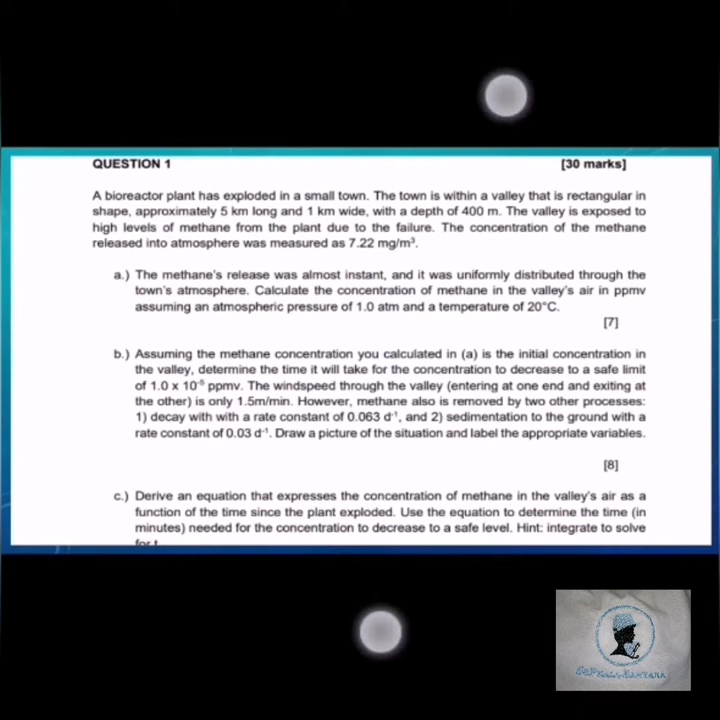 QUESTION 1 [30 marks]
A bioreactor plant has exploded in a small town. The town is within a valley that is rectangular in
shape, approximately 5 km long and 1 km wide, with a depth of 400 m. The valley is exposed to
high levels of methane from the plant due to the failure. The concentration of the methane
released into atmosphere was measured as 7.22 mg/m³.
a.) The methane's release was almost instant, and it was uniformly distributed through the
town's atmosphere. Calculate the concentration of methane in the valley's air in ppmv
assuming an atmospheric pressure of 1.0 atm and a temperature of 20°C.
[7]
b.) Assuming the methane concentration you calculated in (a) is the initial concentration in
the valley, determine the time it will take for the concentration to decrease to a safe limit
of 1.0 x 10⁻⁵ ppmv. The windspeed through the valley (entering at one end and exiting at
the other) is only 1.5m/min. However, methane also is removed by two other processes:
1) decay with with a rate constant of 0.063 d⁻¹, and 2) sedimentation to the ground with a
rate constant of 0.03 d⁻¹. Draw a picture of the situation and label the appropriate variables.
[8]
c.) Derive an equation that expresses the concentration of methane in the valley's air as a
function of the time since the plant exploded. Use the equation to determine the time (in
minutes) needed for the concentration to decrease to a safe level. Hint: integrate to solve
for t